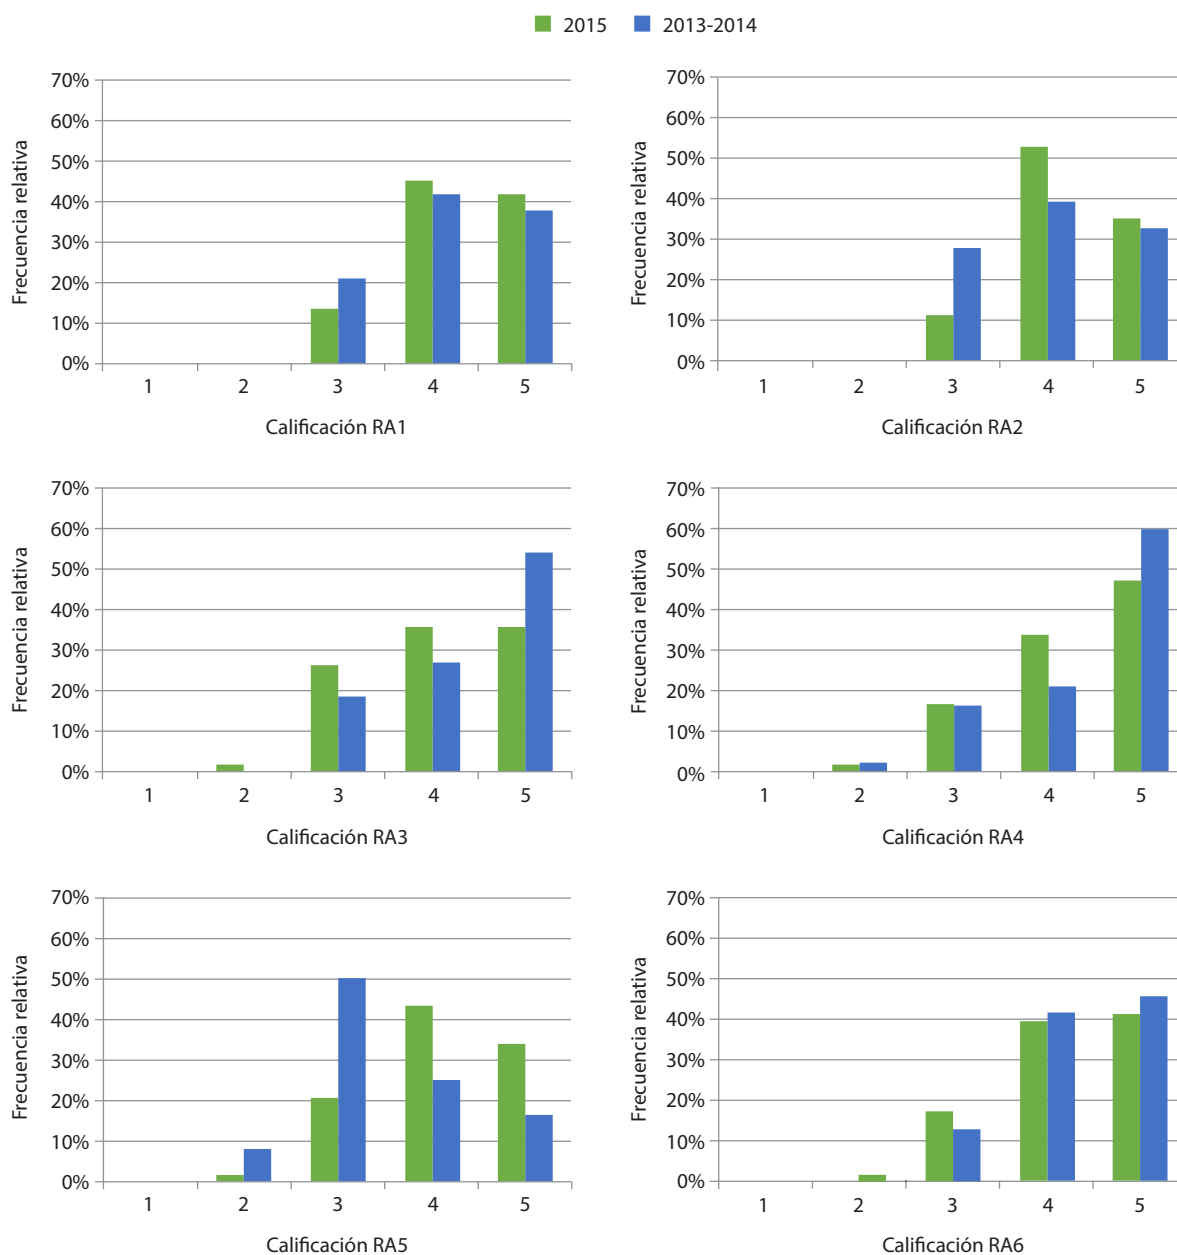 2015 2013-2014
70%
60%
50%
40%
30%
20%
10%
0%
Frecuencia relativa
1 2 3 4 5
Calificación RA1
70%
60%
50%
40%
30%
20%
10%
0%
Frecuencia relativa
1 2 3 4 5
Calificación RA2
70%
60%
50%
40%
30%
20%
10%
0%
Frecuencia relativa
1 2 3 4 5
Calificación RA3
70%
60%
50%
40%
30%
20%
10%
0%
Frecuencia relativa
1 2 3 4 5
Calificación RA4
70%
60%
50%
40%
30%
20%
10%
0%
Frecuencia relativa
1 2 3 4 5
Calificación RA5
70%
60%
50%
40%
30%
20%
10%
0%
Frecuencia relativa
1 2 3 4 5
Calificación RA6